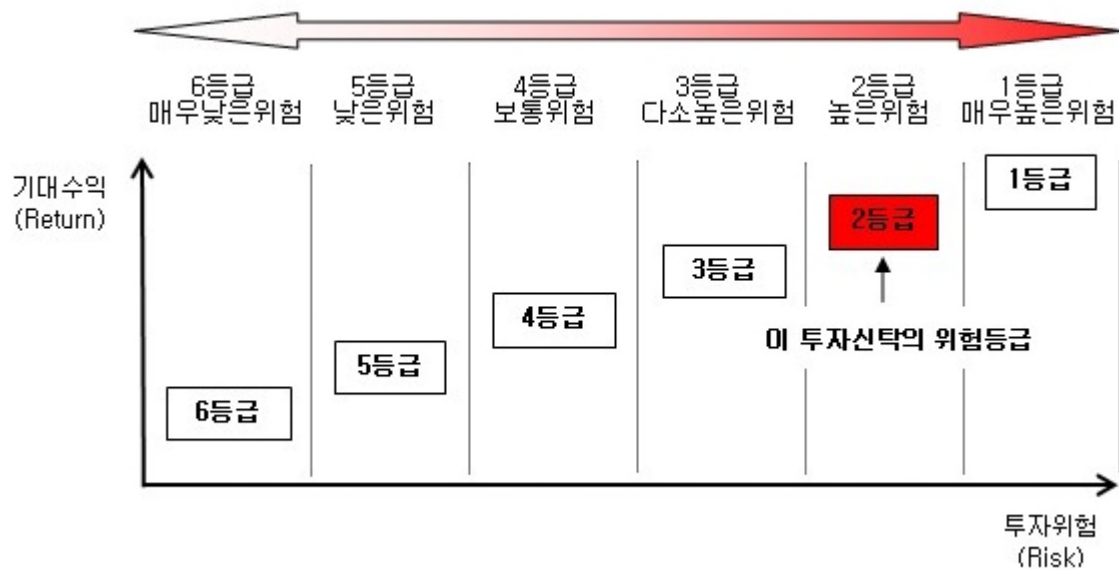 6등급 5등급 4등급 3등급 2등급 1등급
매우낮은위험 낮은위험 보통위험 다소높은위험 높은위험 매우높은위험
기대수익
(Return)
1등급
2등급
3등급
4등급
이 투자신탁의 위험등급
5등급
6등급
투자위험
(Risk)